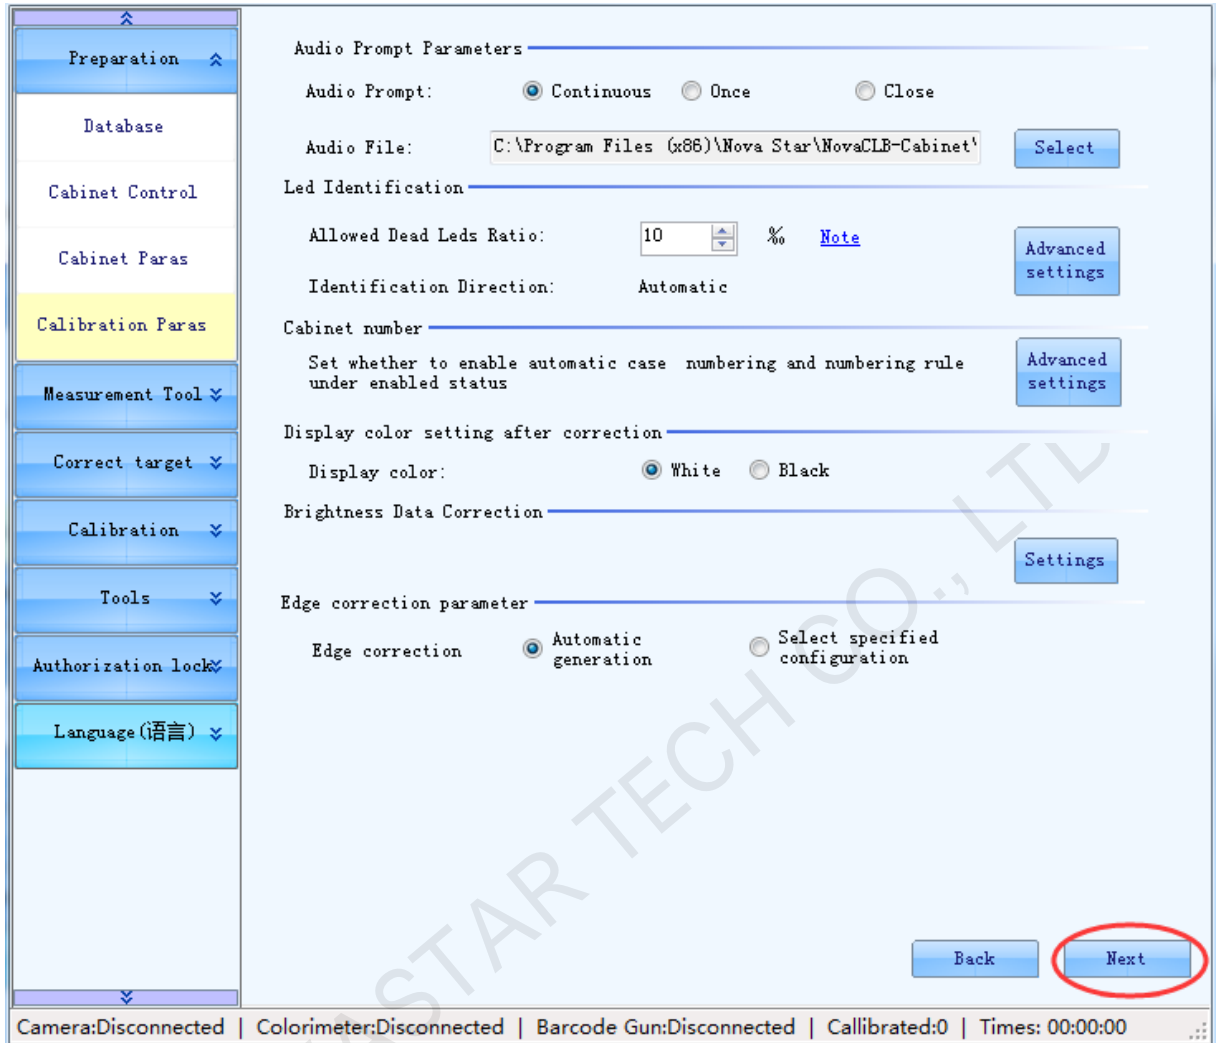 Preparation
Database
Cabinet Control
Cabinet Paras
Calibration Paras
Measurement Tool
Correct target
Calibration
Tools
Authorization lock
Language(语言)
Audio Prompt Parameters
Audio Prompt: Continuous Once Close
Audio File: C:\Program Files (x86)\Nova Star\NovaCLB-Cabinet\ Select
Led Identification
Allowed Dead Leds Ratio: 10 ‰ Note
Advanced settings
Identification Direction: Automatic
Cabinet number
Set whether to enable automatic case numbering and numbering rule
under enabled status
Advanced settings
Display color setting after correction
Display color: White Black
Brightness Data Correction
Settings
Edge correction parameter
Edge correction Automatic generation Select specified configuration
Back Next
Camera:Disconnected | Colorimeter:Disconnected | Barcode Gun:Disconnected | Callibrated:0 | Times: 00:00:00
ASTAR TECH CO., LTD